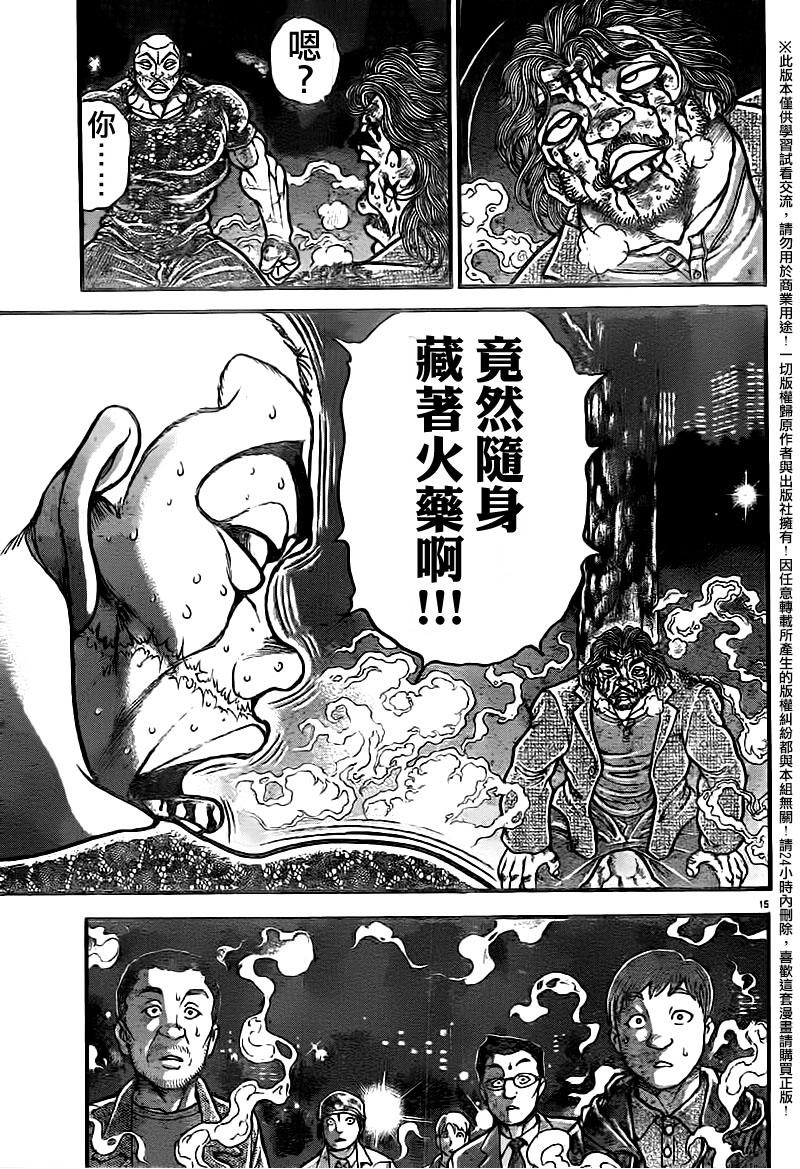 嗯?
你……
竟然隨身
藏著火藥啊!!!
15
※此版本僅供學習試看交流,請勿用於商業用途!一切版權歸原作者與出版社擁有!因任意轉載所產生的版權糾紛都與本組無關!請24小時內刪除,喜歡這套漫畫請購買正版!